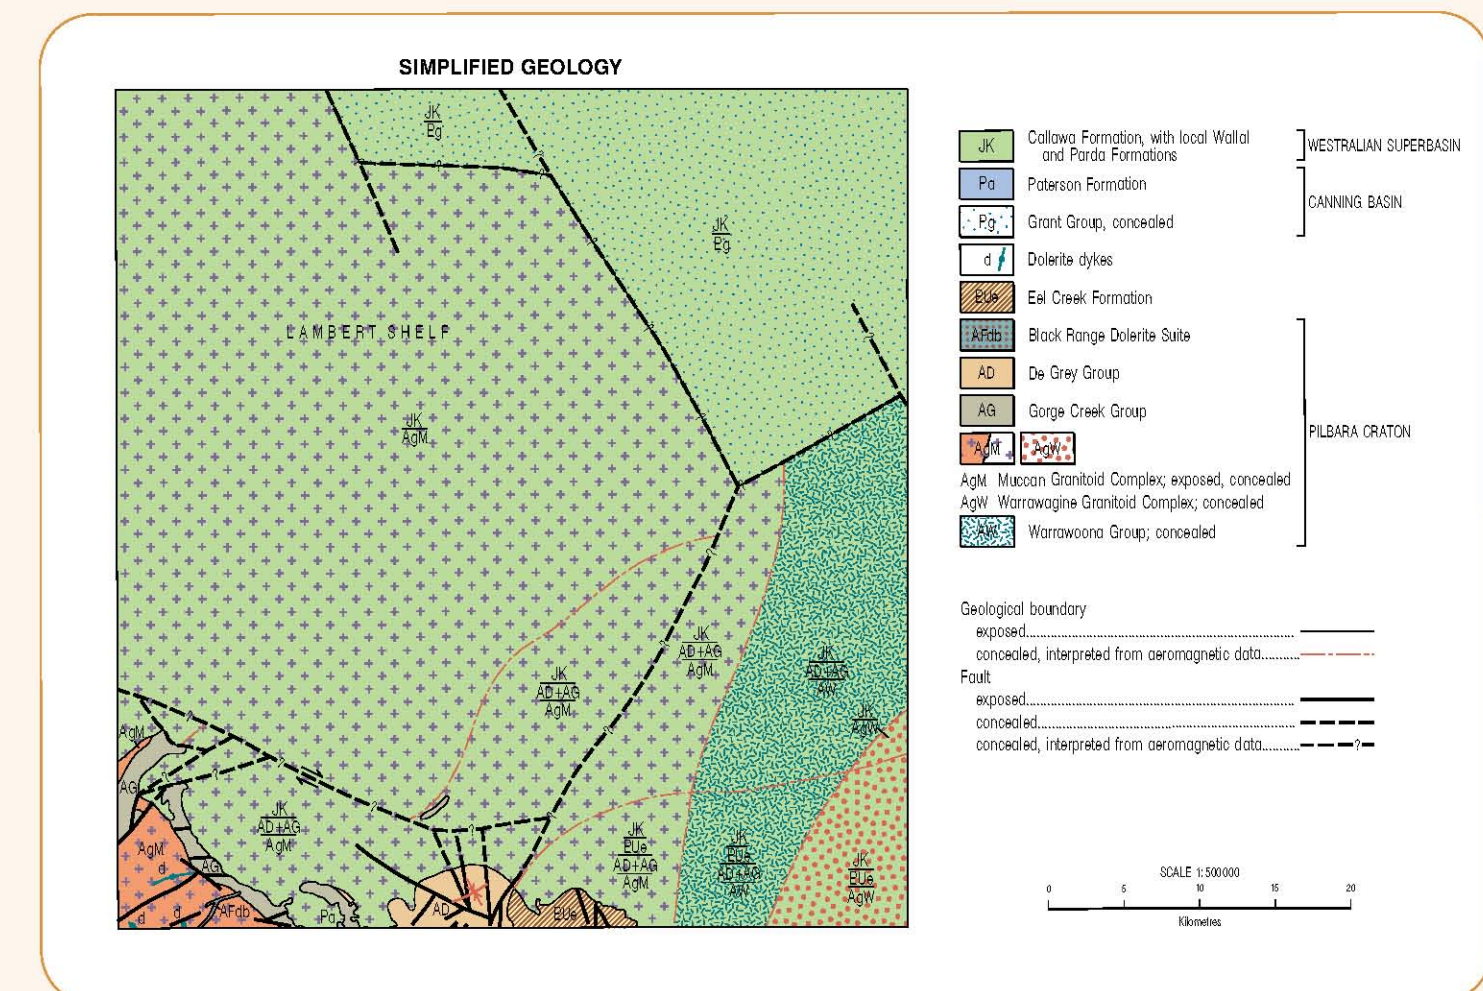 SIMPLIFIED GEOLOGY
JK
Pg
JK
Pg
LAMBERT SHELF
JK
AgM
JK
AD+AG
AgM
JK
AD+AG
AgM
JK
AD+AG
AW
JK
AgW
AgM
AG
JK
AD+AG
AgM
AgM
d
AG
d
d
AFdb
Pa
AD
PUe
JK
PUe
AD+AG
AgM
JK
PUe
AD+AG
AW
JK
PUe
AgW
JK Callawa Formation, with local Wallal
and Parda Formations
WESTRALIAN SUPERBASIN
Pa Paterson Formation
CANNING BASIN
Pg Grant Group, concealed
d Dolerite dykes
PUe Eel Creek Formation
AFdb Black Range Dolerite Suite
AD De Grey Group
AG Gorge Creek Group
PILBARA CRATON
AgM AgW
AgM Muccan Granitoid Complex; exposed, concealed
AgW Warrawagine Granitoid Complex; concealed
AW Warrawoona Group; concealed
Geological boundary
exposed
concealed, interpreted from aeromagnetic data
Fault
exposed
concealed
concealed, interpreted from aeromagnetic data ?
SCALE 1:500000
0 5 10 15 20
Kilometres